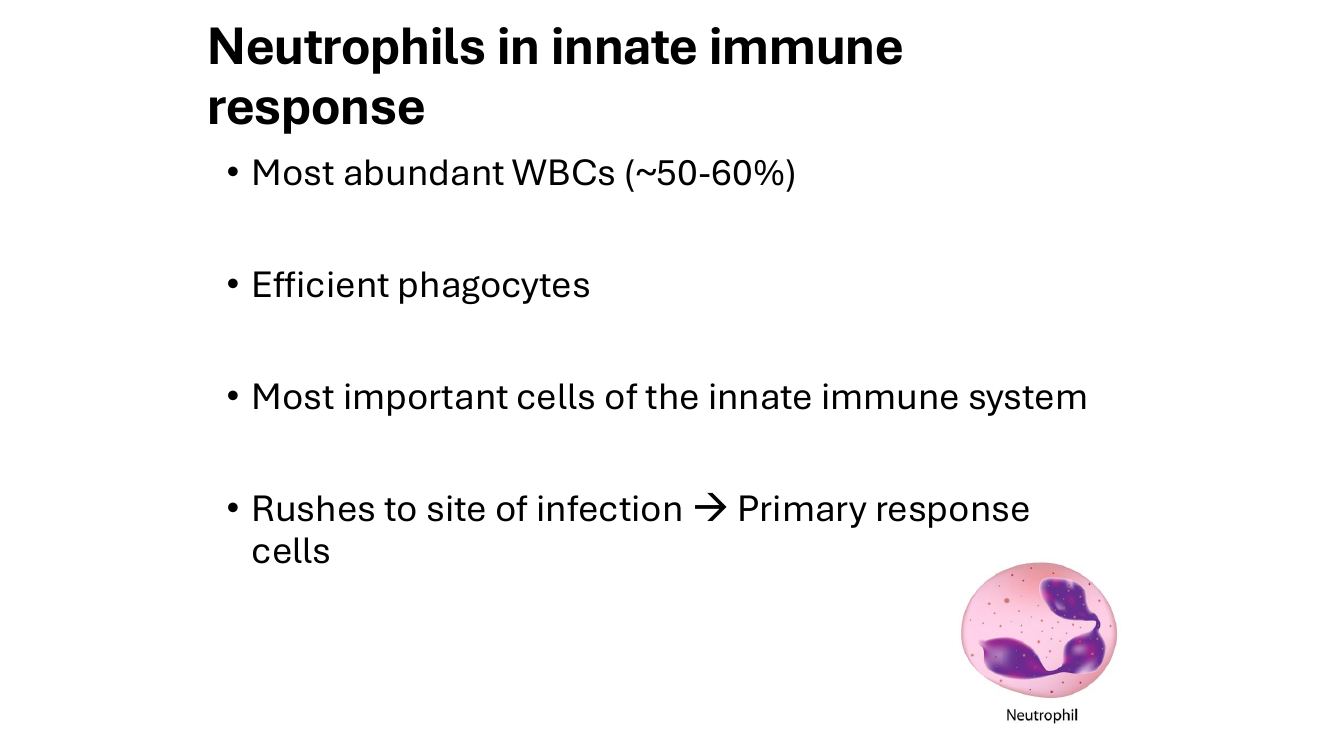 Neutrophils in innate immune
response
• Most abundant WBCs (~50-60%)
• Efficient phagocytes
• Most important cells of the innate immune system
• Rushes to site of infection → Primary response
cells
Neutrophil